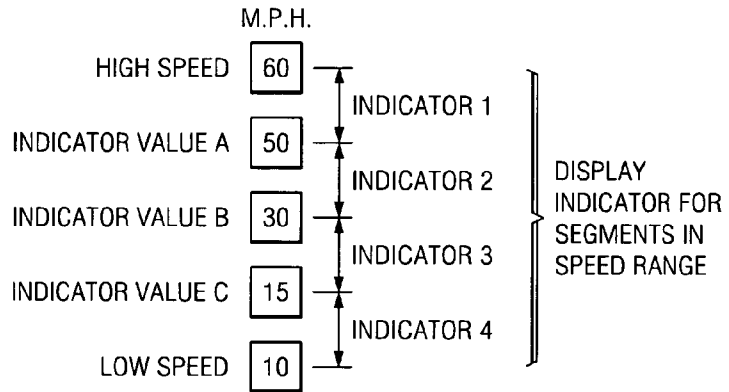 M.P.H.
HIGH SPEED 60
INDICATOR 1
INDICATOR VALUE A 50
INDICATOR 2
INDICATOR VALUE B 30
INDICATOR 3
INDICATOR VALUE C 15
INDICATOR 4
LOW SPEED 10
DISPLAY
INDICATOR FOR
SEGMENTS IN
SPEED RANGE